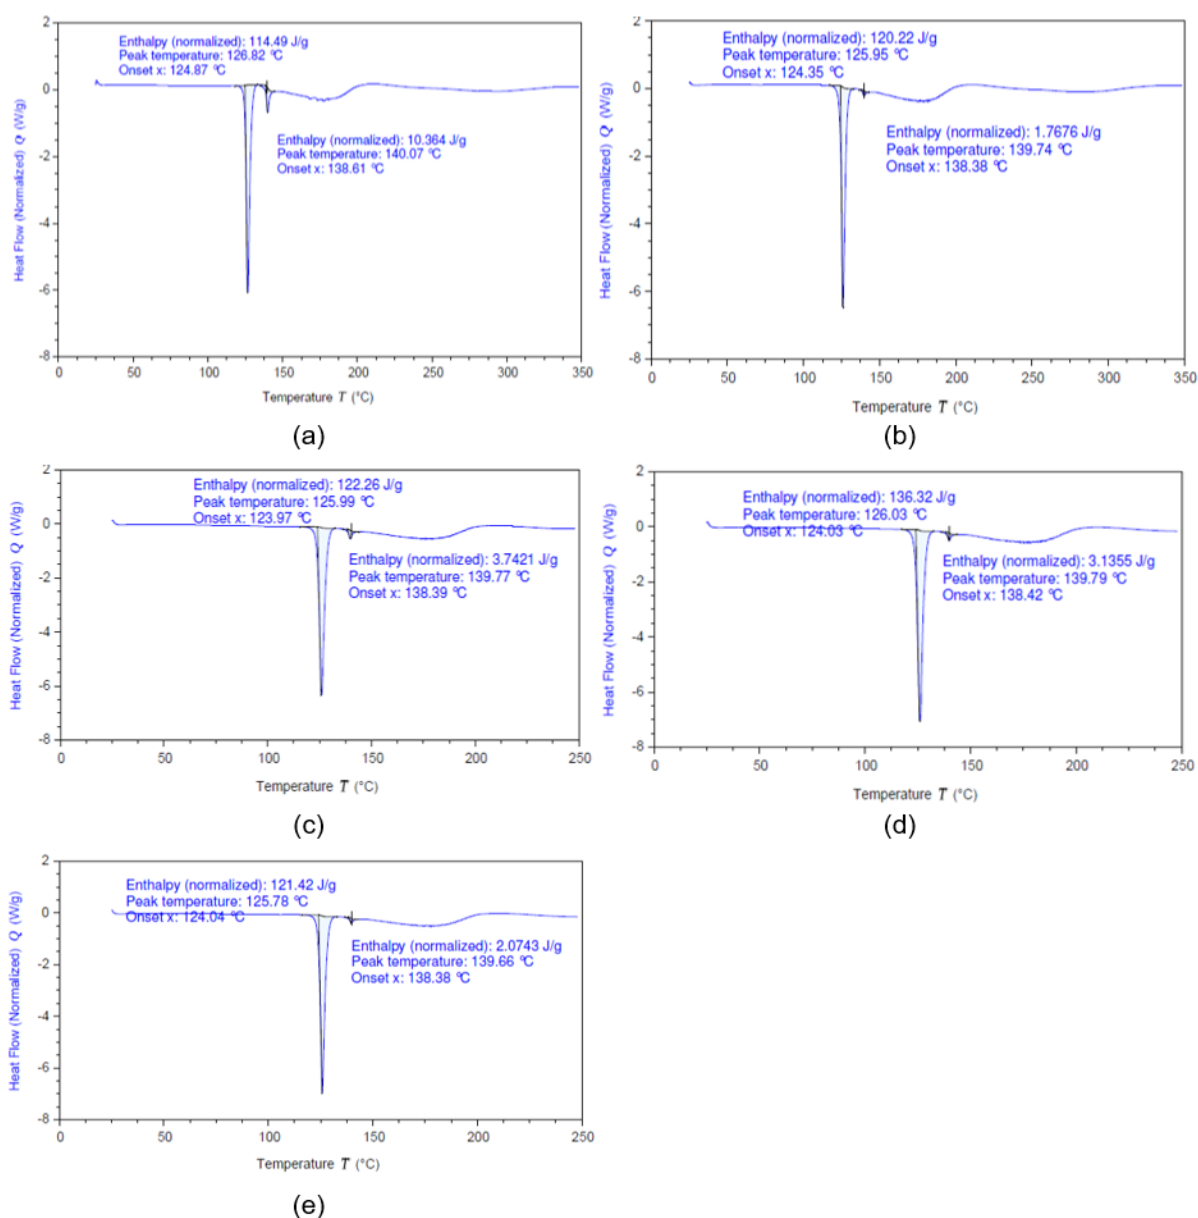 Enthalpy (normalized): 114.49 J/g
Peak temperature: 126.82 °C
Onset x: 124.87 °C
Enthalpy (normalized): 10.364 J/g
Peak temperature: 140.07 °C
Onset x: 138.61 °C
Heat Flow (Normalized) Q (W/g)
2
0
-2
-4
-6
-8
0 50 100 150 200 250 300 350
Temperature T (°C)
(a)
Enthalpy (normalized): 120.22 J/g
Peak temperature: 125.95 °C
Onset x: 124.35 °C
Enthalpy (normalized): 1.7676 J/g
Peak temperature: 139.74 °C
Onset x: 138.38 °C
Heat Flow (Normalized) Q (W/g)
2
0
-2
-4
-6
-8
0 50 100 150 200 250 300 350
Temperature T (°C)
(b)
Enthalpy (normalized): 122.26 J/g
Peak temperature: 125.99 °C
Onset x: 123.97 °C
Enthalpy (normalized): 3.7421 J/g
Peak temperature: 139.77 °C
Onset x: 138.39 °C
Heat Flow (Normalized) Q (W/g)
2
0
-2
-4
-6
-8
0 50 100 150 200 250
Temperature T (°C)
(c)
Enthalpy (normalized): 136.32 J/g
Peak temperature: 126.03 °C
Onset x: 124.03 °C
Enthalpy (normalized): 3.1355 J/g
Peak temperature: 139.79 °C
Onset x: 138.42 °C
Heat Flow (Normalized) Q (W/g)
2
0
-2
-4
-6
-8
0 50 100 150 200 250
Temperature T (°C)
(d)
Enthalpy (normalized): 121.42 J/g
Peak temperature: 125.78 °C
Onset x: 124.04 °C
Enthalpy (normalized): 2.0743 J/g
Peak temperature: 139.66 °C
Onset x: 138.38 °C
Heat Flow (Normalized) Q (W/g)
2
0
-2
-4
-6
-8
0 50 100 150 200 250
Temperature T (°C)
(e)